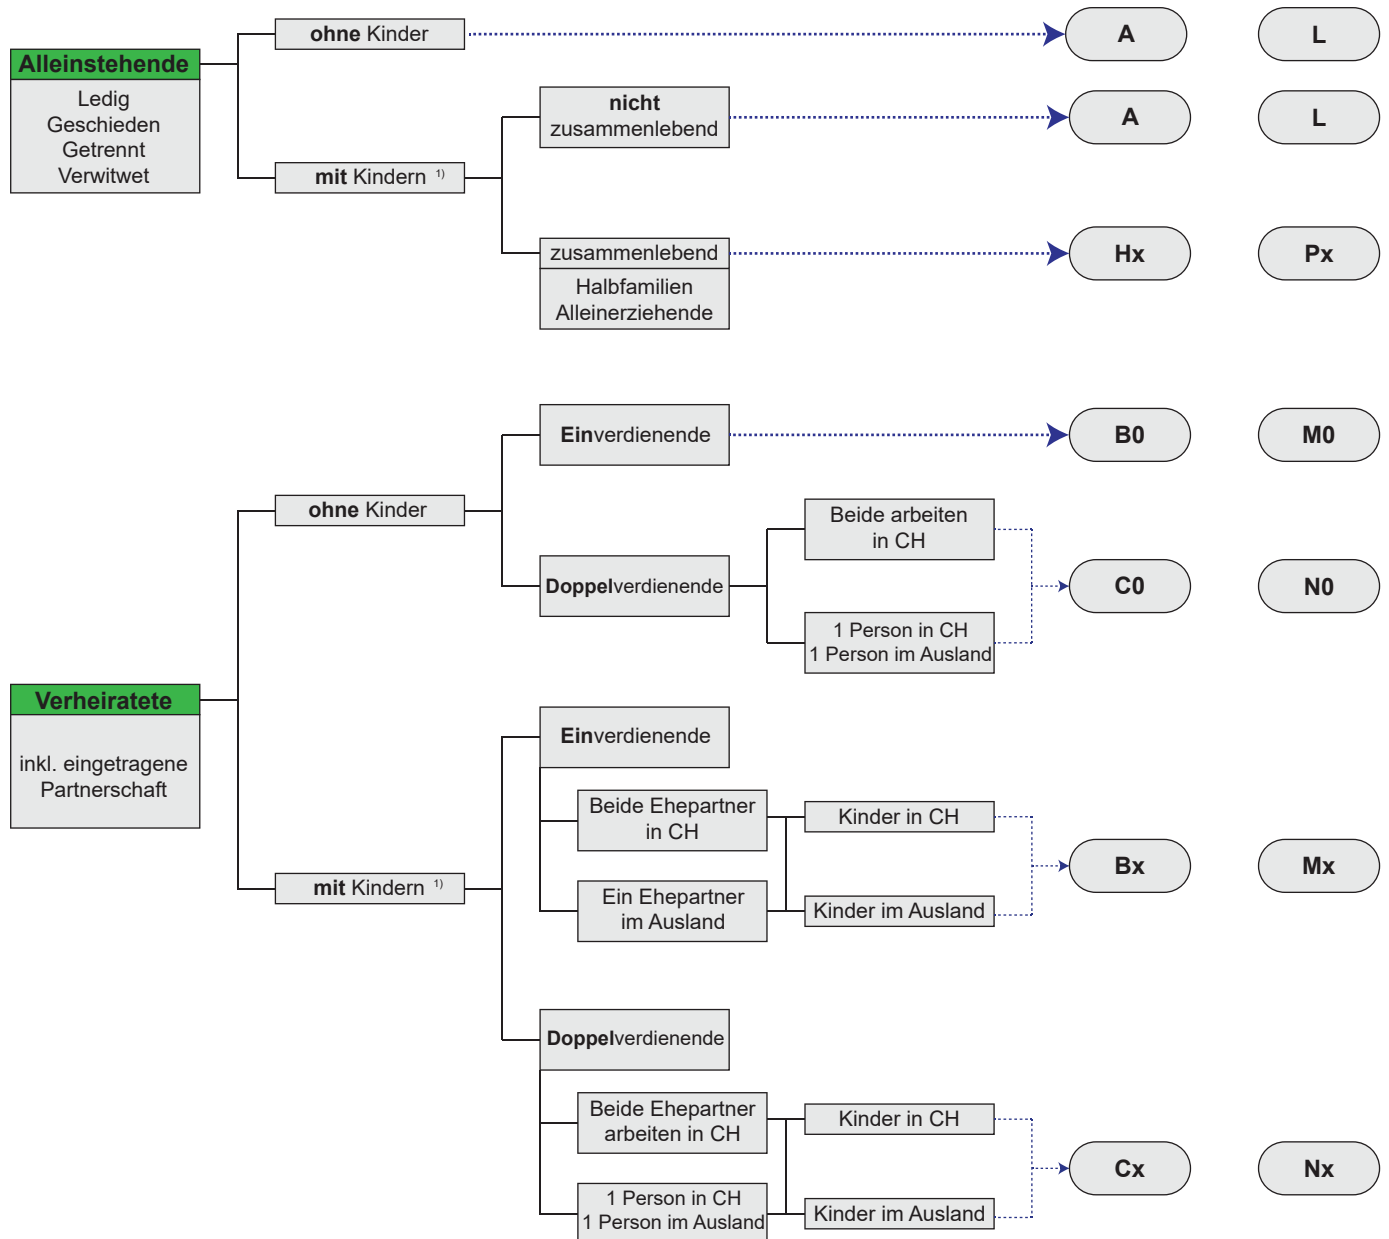 Alleinstehende
Ledig
Geschieden
Getrennt
Verwitwet
ohne Kinder
A
L
mit Kindern 1)
nicht
zusammenlebend
A
L
zusammenlebend
Halbfamilien
Alleinerziehende
Hx
Px
Verheiratete
inkl. eingetragene
Partnerschaft
ohne Kinder
Einverdienende
B0
M0
Doppelverdienende
Beide arbeiten
in CH
1 Person in CH
1 Person im Ausland
C0
N0
mit Kindern 1)
Einverdienende
Beide Ehepartner
in CH
Ein Ehepartner
im Ausland
Kinder in CH
Kinder im Ausland
Bx
Mx
Doppelverdienende
Beide Ehepartner
arbeiten in CH
1 Person in CH
1 Person im Ausland
Kinder in CH
Kinder im Ausland
Cx
Nx